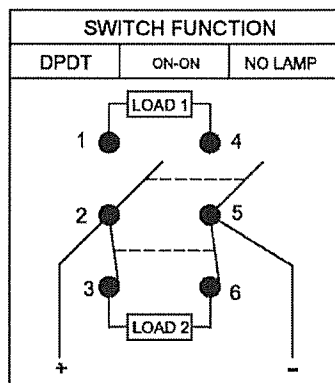 SWITCH FUNCTION
DPDT ON-ON NO LAMP
LOAD 1
1 4
2 5
3 6
LOAD 2
+ -